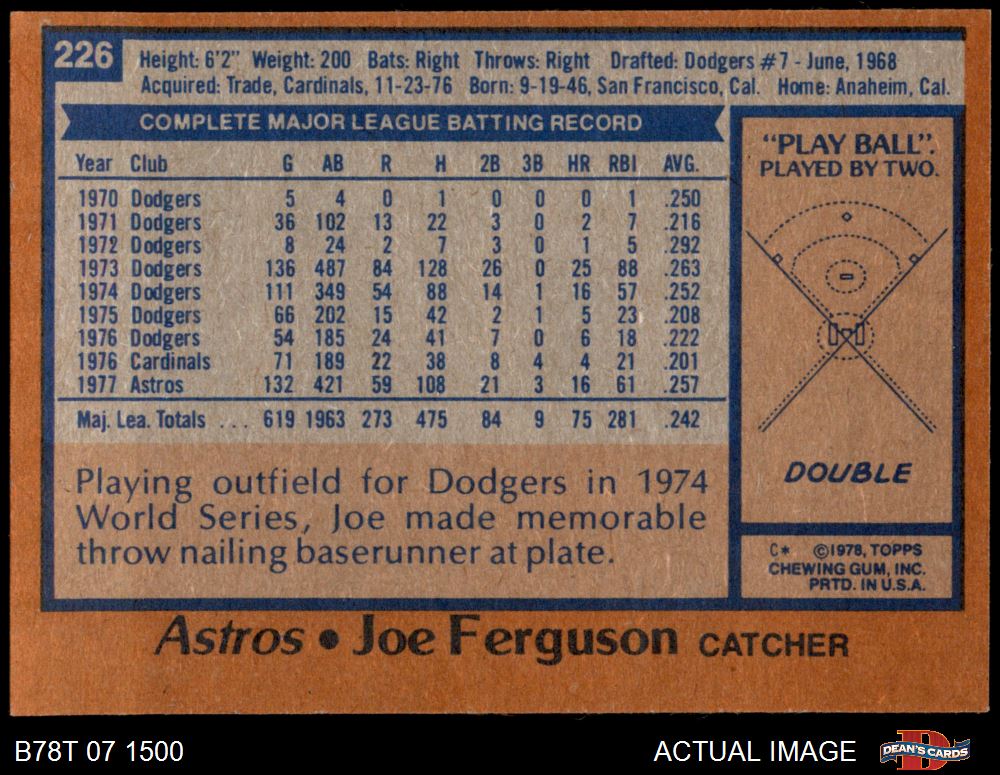 226
Height: 6'2" Weight: 200 Bats: Right Throws: Right Drafted: Dodgers #7 - June, 1968
Acquired: Trade, Cardinals, 11-23-76 Born: 9-19-46, San Francisco, Cal. Home: Anaheim, Cal.
COMPLETE MAJOR LEAGUE BATTING RECORD
Year Club G AB R H 2B 3B HR RBI AVG.
1970 Dodgers 5 4 0 1 0 0 0 1 .250
1971 Dodgers 36 102 13 22 3 0 2 7 .216
1972 Dodgers 8 24 2 7 3 0 1 5 .292
1973 Dodgers 136 487 84 128 26 0 25 88 .263
1974 Dodgers 111 349 54 88 14 1 16 57 .252
1975 Dodgers 66 202 15 42 2 1 5 23 .208
1976 Dodgers 54 185 24 41 7 0 6 18 .222
1976 Cardinals 71 189 22 38 8 4 4 21 .201
1977 Astros 132 421 59 108 21 3 16 61 .257
Maj. Lea. Totals ... 619 1963 273 475 84 9 75 281 .242
Playing outfield for Dodgers in 1974
World Series, Joe made memorable
throw nailing baserunner at plate.
"PLAY BALL".
PLAYED BY TWO.
DOUBLE
C* ©1978, TOPPS
CHEWING GUM, INC.
PRTD. IN U.S.A.
Astros • Joe Ferguson CATCHER
B78T 07 1500
ACTUAL IMAGE
D
DEAN'S CARDS